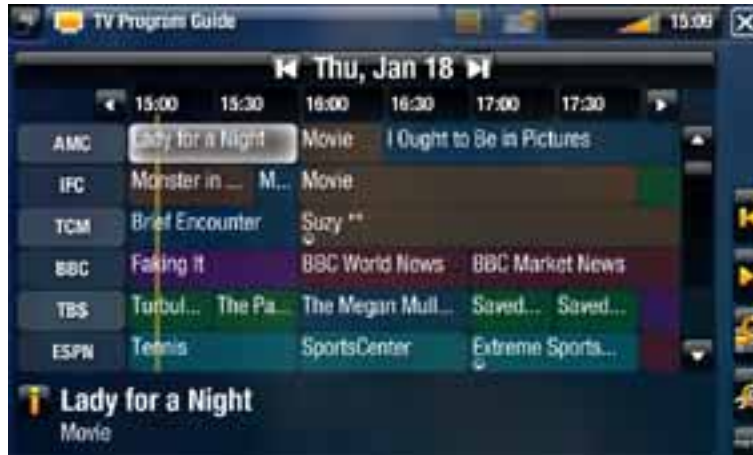 TV Program Guide 15:09
Thu, Jan 18
15:00 15:30 16:00 16:30 17:00 17:30
AMC Lady for a Night Movie I Ought to Be in Pictures
IFC Monster in ... M... Movie
TCM Brief Encounter Suzy **
BBC Faking It BBC World News BBC Market News
TBS Turbul... The Pa... The Megan Mull... Saved... Saved...
ESPN Tennis SportsCenter Extreme Sports...
i Lady for a Night
Movie